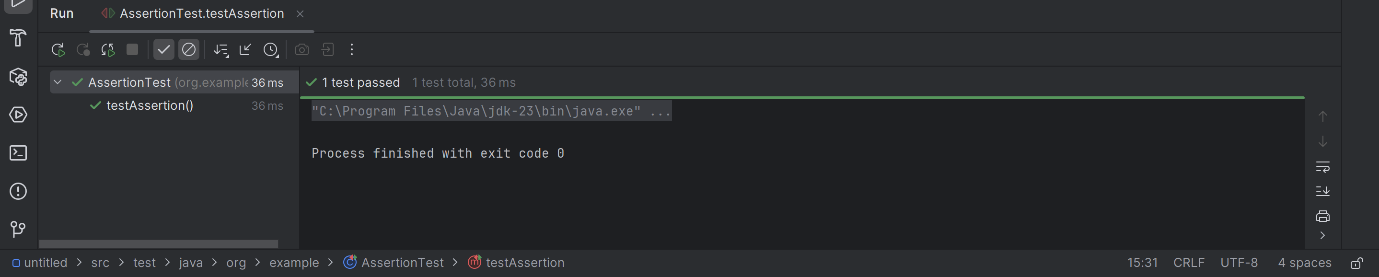 Run AssertionTest.testAssertion
AssertionTest (org.example 36 ms
1 test passed 1 test total, 36 ms
testAssertion() 36 ms
"C:\Program Files\Java\jdk-23\bin\java.exe" ...
Process finished with exit code 0
untitled > src > test > java > org > example > AssertionTest > testAssertion 15:31 CRLF UTF-8 4 spaces